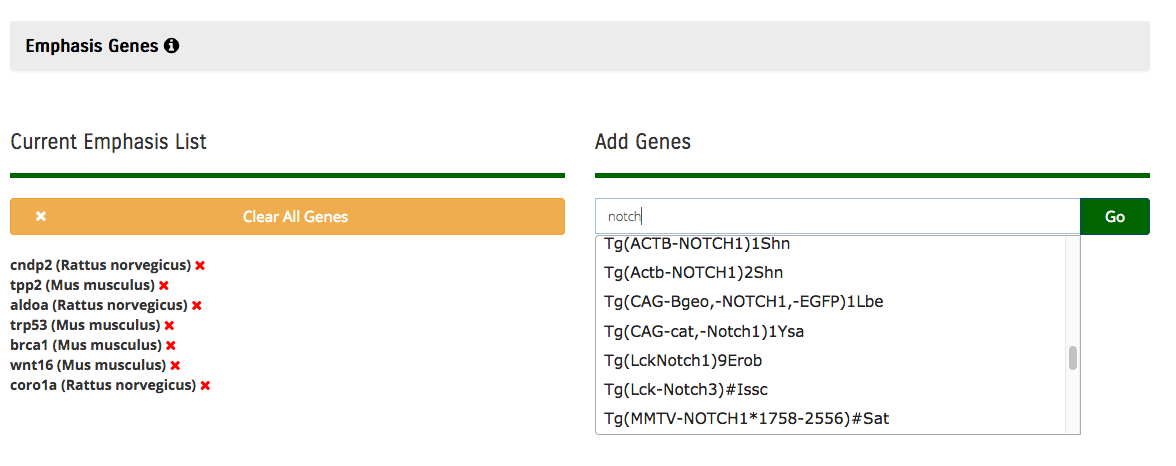 Emphasis Genes
Current Emphasis List
Clear All Genes
cndp2 (Rattus norvegicus)
tpp2 (Mus musculus)
aldoa (Rattus norvegicus)
trp53 (Mus musculus)
brca1 (Mus musculus)
wnt16 (Mus musculus)
coro1a (Rattus norvegicus)
Add Genes
notch
Go
Tg(ACTB-NOTCH1)1Shn
Tg(Actb-NOTCH1)2Shn
Tg(CAG-Bgeo,-NOTCH1,-EGFP)1Lbe
Tg(CAG-cat,-Notch1)1Ysa
Tg(LckNotch1)9Erob
Tg(Lck-Notch3)#Issc
Tg(MMTV-NOTCH1*1758-2556)#Sat